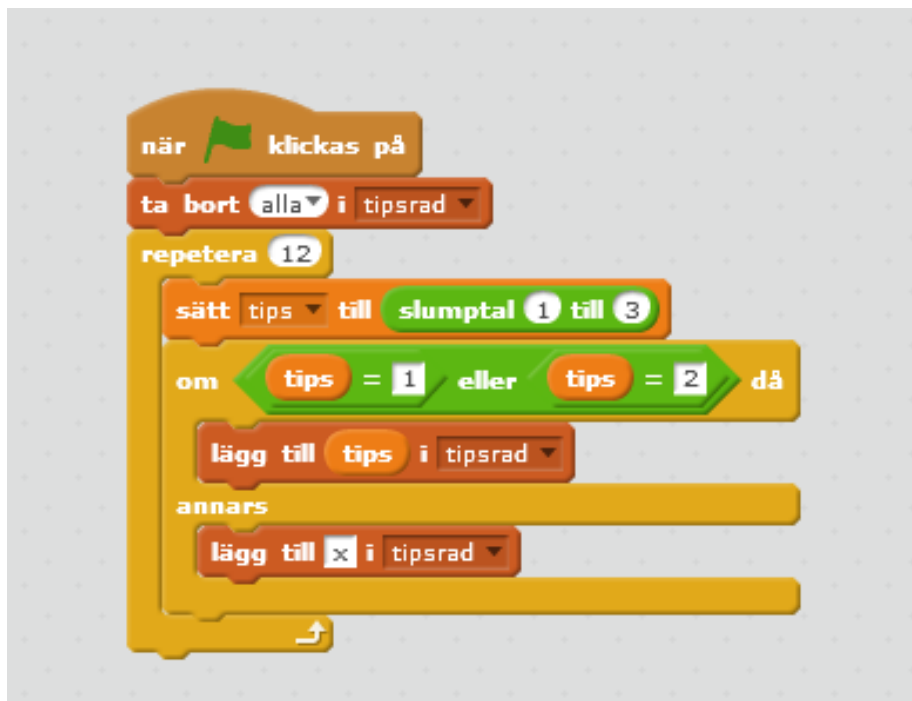 när klickas på
ta bort alla i tipsrad
repetera 12
sätt tips till slumptal 1 till 3
om tips = 1 eller tips = 2 då
lägg till tips i tipsrad
annars
lägg till x i tipsrad